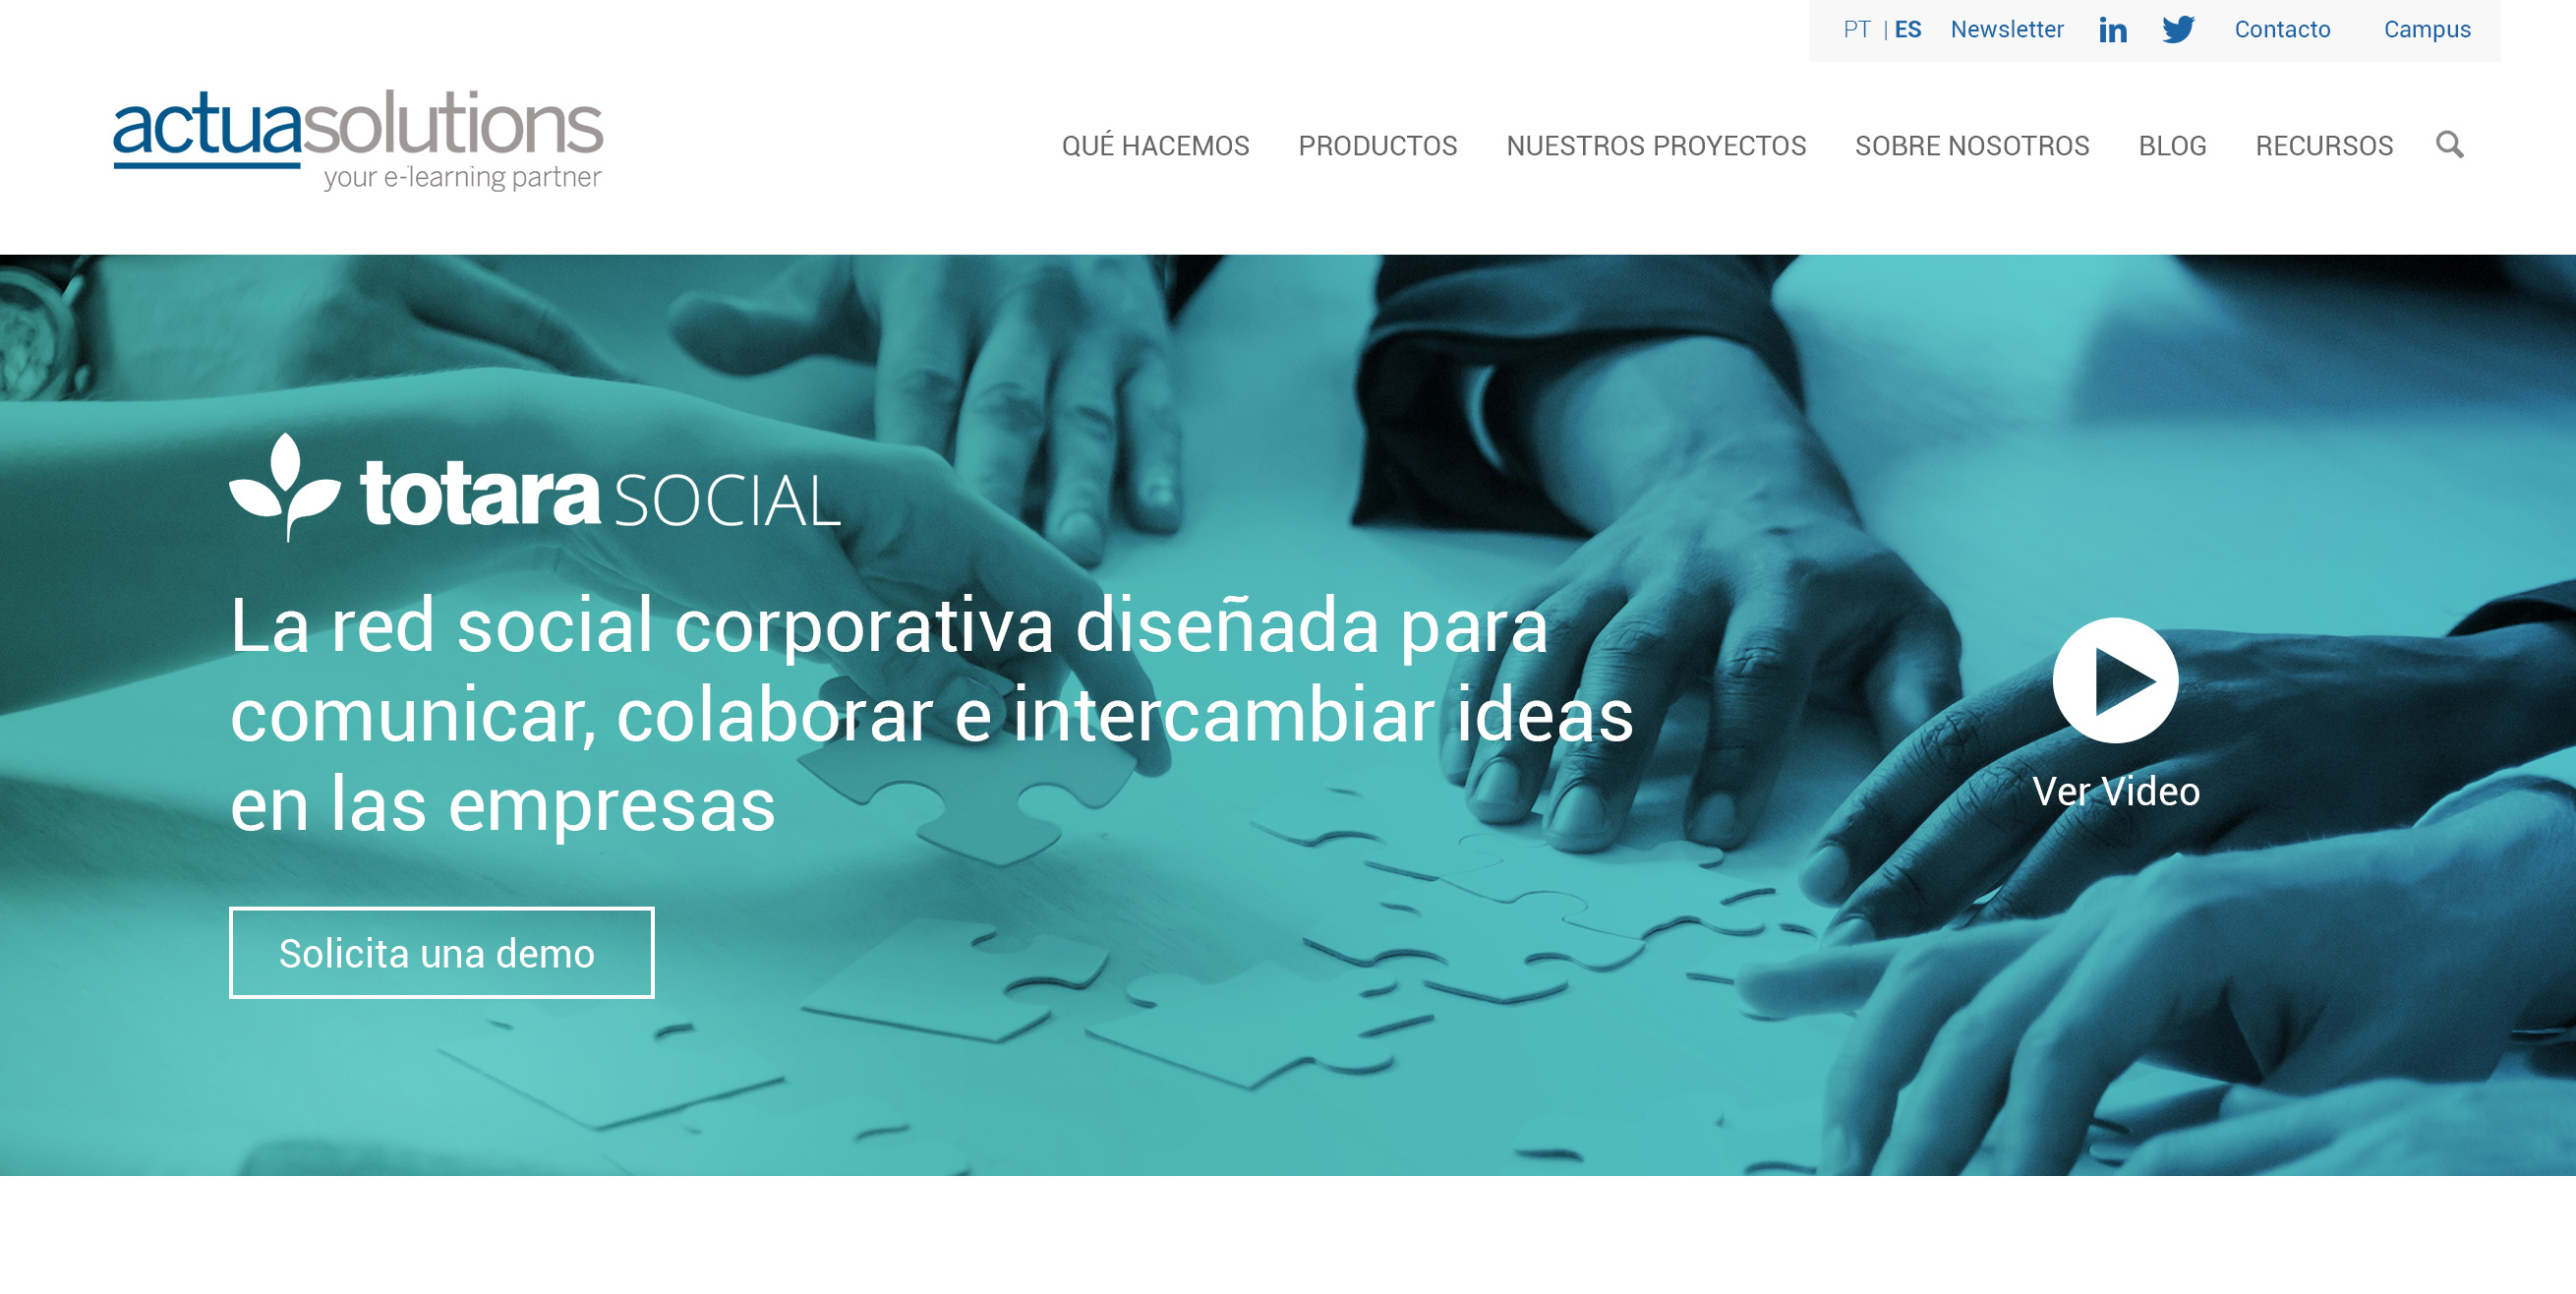 PT | ES Newsletter in Contacto Campus
actuasolutions
your e-learning partner
QUÉ HACEMOS PRODUCTOS NUESTROS PROYECTOS SOBRE NOSOTROS BLOG RECURSOS
totara SOCIAL
La red social corporativa diseñada para
comunicar, colaborar e intercambiar ideas
en las empresas
Ver Video
Solicita una demo